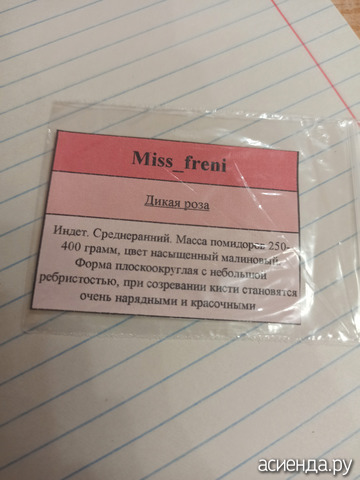 Miss_freni
Дикая роза
Индет. Среднеранний. Масса помидоров 250-
400 грамм, цвет насыщенный малиновый.
Форма плоскоокруглая с небольшой
ребристостью, при созревании кисти становятся
очень нарядными и красочными
асиенда.ру